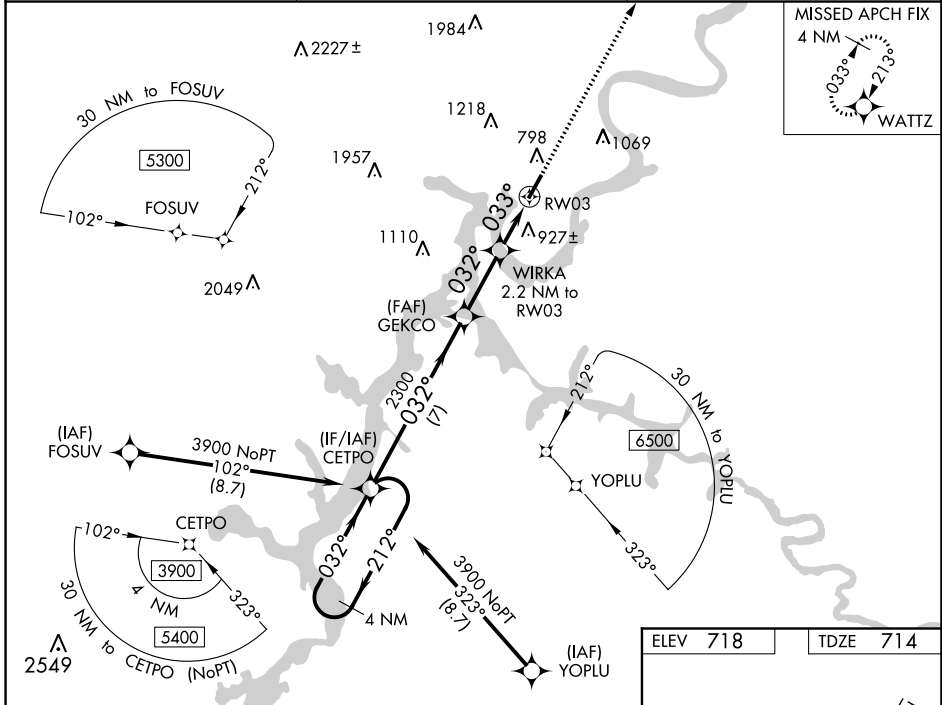 MISSED APCH FIX
4 NM
033°
213°
WATTZ
1984
2227 ±
30 NM to FOSUV
5300
212°
102°
FOSUV
1218
798
1069
1957
RW03
033°
927±
1110
032°
WIRKA
2.2 NM to
RW03
2049
(FAF)
GEKCO
2300
032°
(7)
30 NM to YOPLU
212°
6500
YOPLU
323°
(IAF)
FOSUV
3900 NoPT
102°
(8.7)
(IF/IAF)
CETPO
032°
212°
4 NM
102°
CETPO
3900
4 NM
323°
5400
30 NM to CETPO (NoPT)
2549
3900 NoPT
323°
(8.7)
(IAF)
YOPLU
ELEV 718
TDZE 714